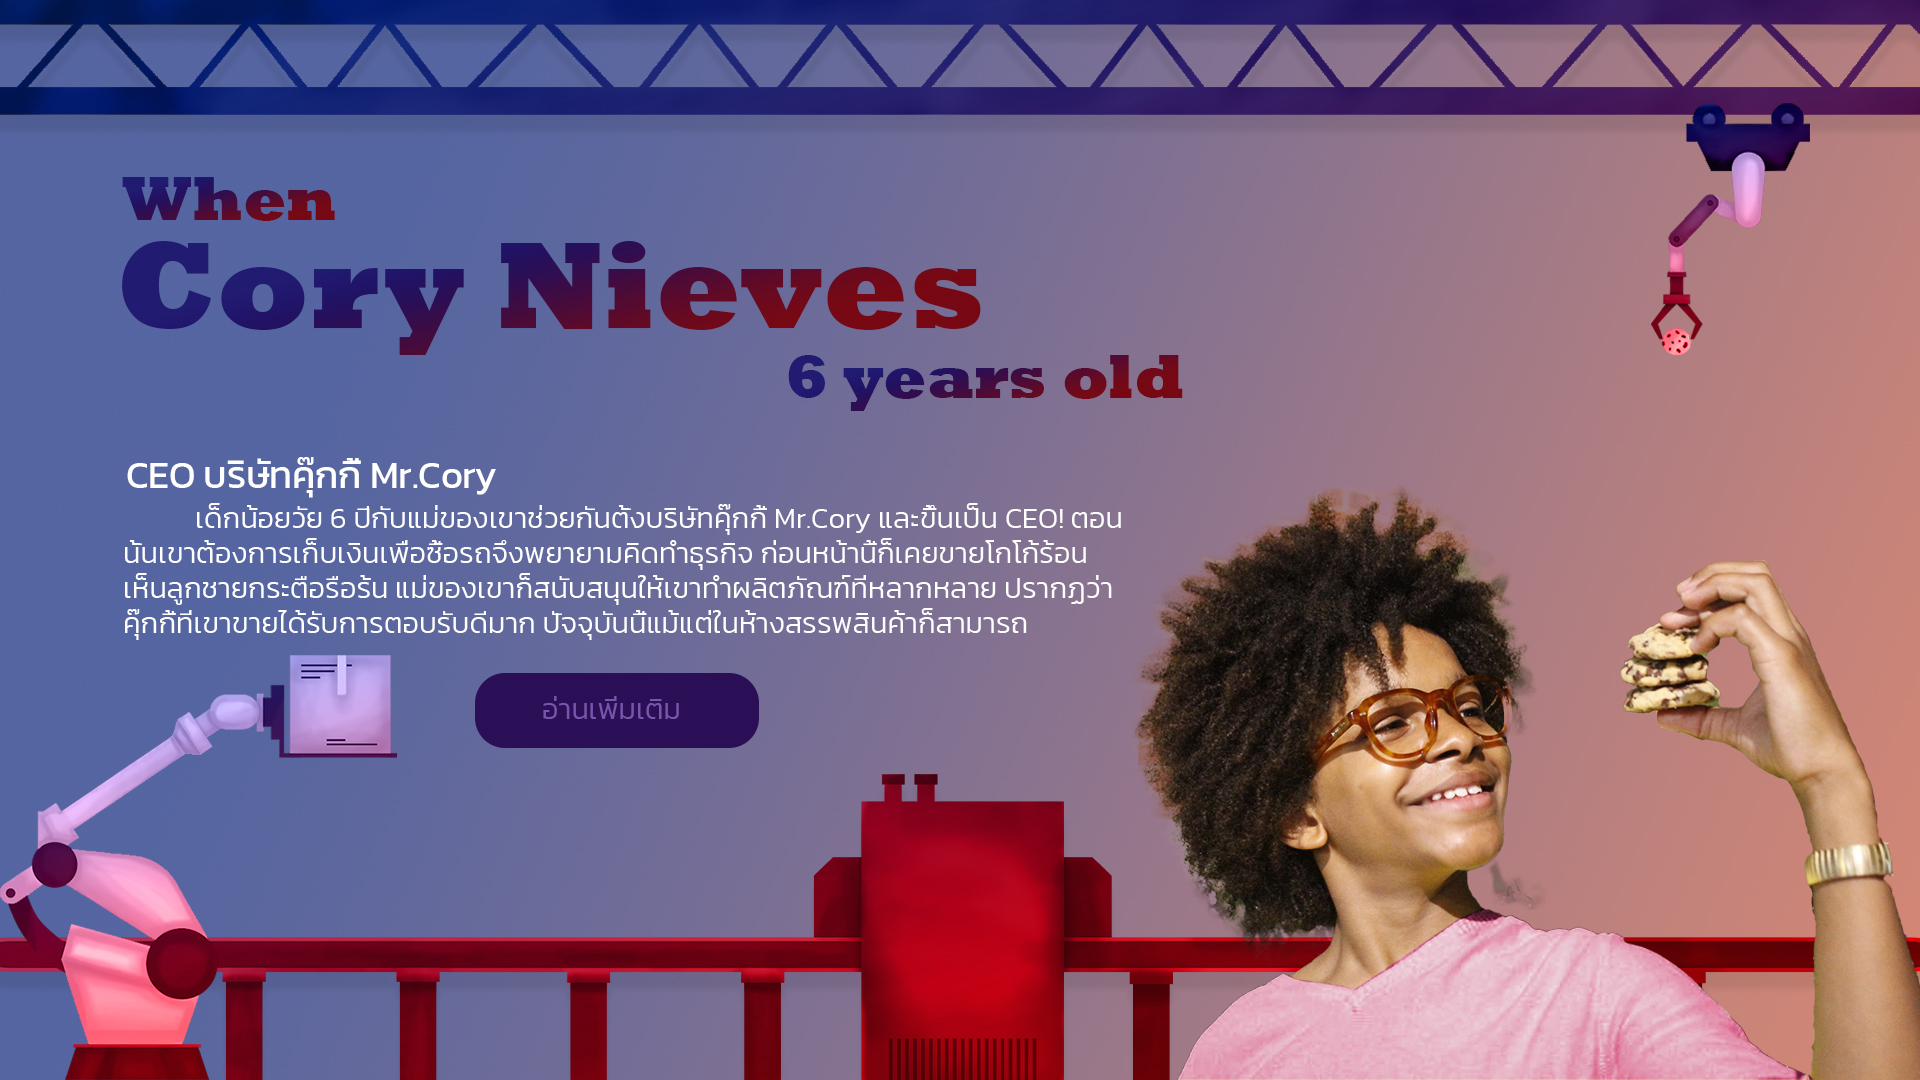 When
Cory Nieves
6 years old
CEO บริษัทคุ๊กกี้ Mr.Cory
เด็กน้อยวัย 6 ปีกับแม่ของเขาช่วยกันตั้งบริษัทคุ๊กกี้ Mr.Cory และขึ้นเป็น CEO! ตอน
นั้นเขาต้องการเก็บเงินเพื่อซื้อรถจึงพยายามคิดทำธุรกิจ ก่อนหน้านี้ก็เคยขายโกโก้ร้อน
เห็นลูกชายกระตือรือร้น แม่ของเขาก็สนับสนุนให้เขาทำผลิตภัณฑ์ที่หลากหลาย ปรากฏว่า
คุ๊กกี้ที่เขาขายได้รับการตอบรับดีมาก ปัจจุบันนี้แม้แต่ในห้างสรรพสินค้าก็สามารถ
อ่านเพิ่มเติม